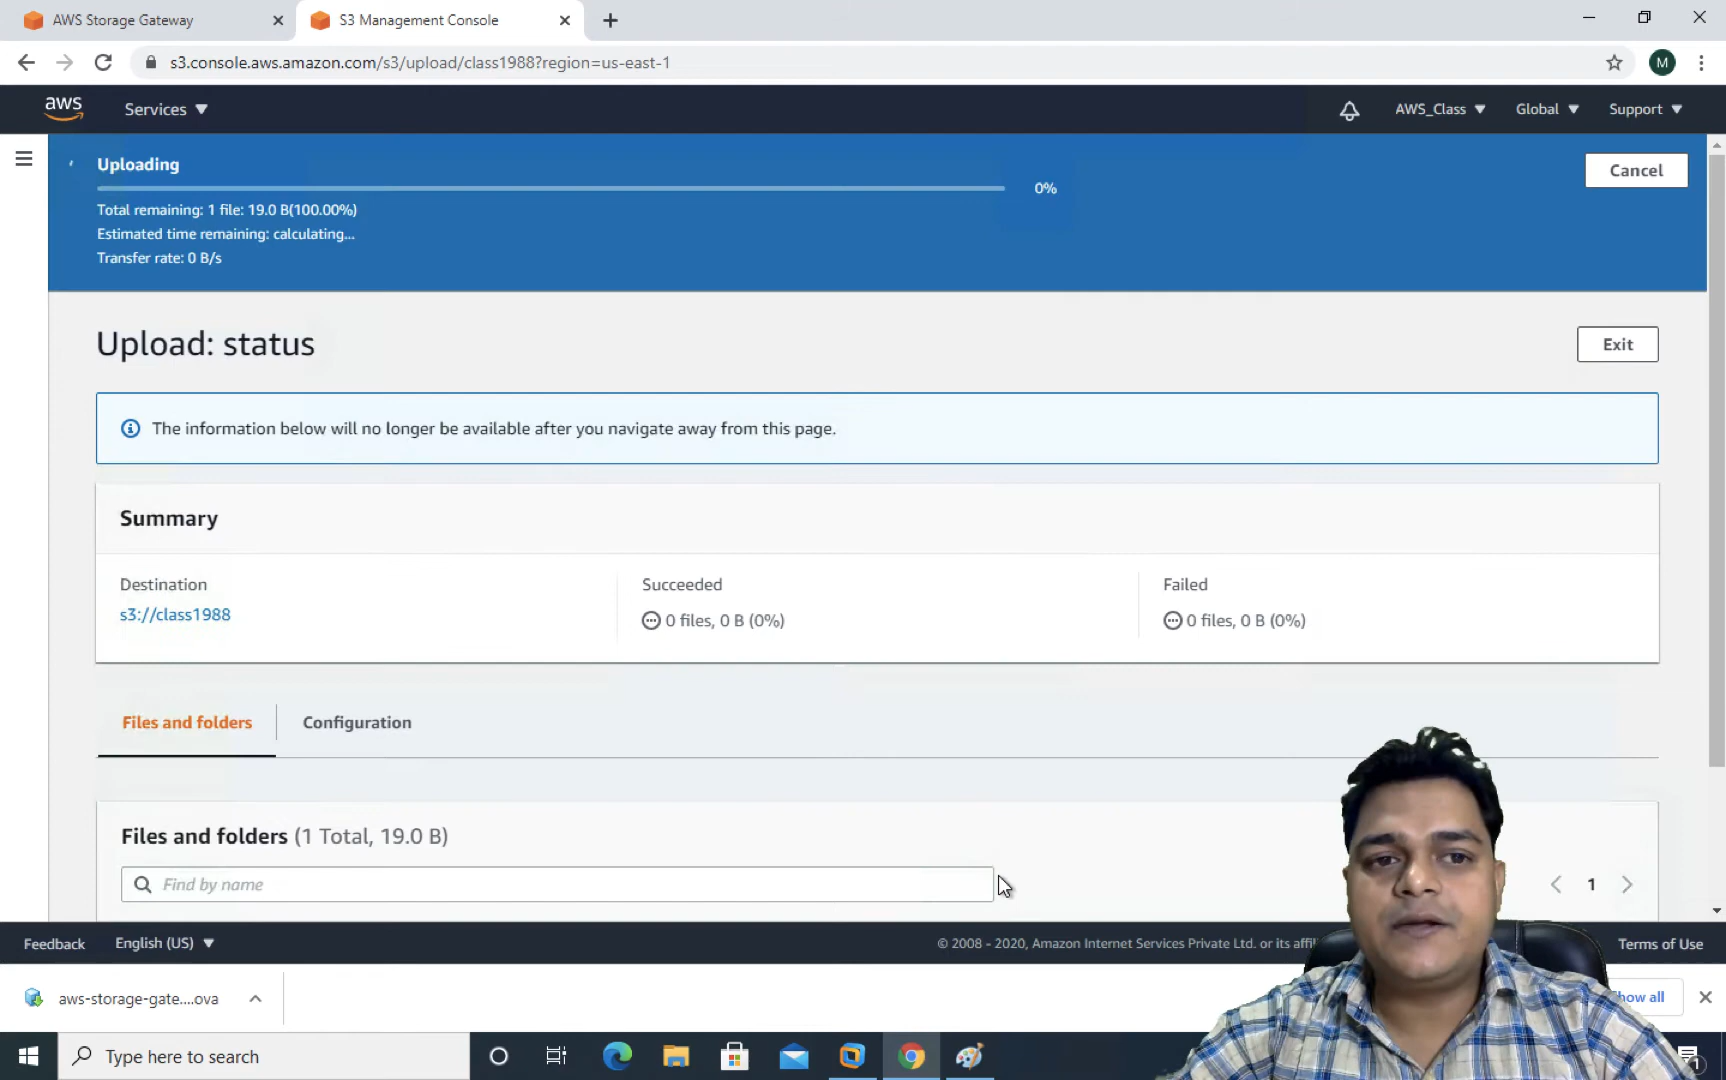 AWS Storage Gateway
S3 Management Console
s3.console.aws.amazon.com/s3/upload/class1988?region=us-east-1
M
aws
Services
AWS_Class
Global
Support
Uploading
0%
Cancel
Total remaining: 1 file: 19.0 B(100.00%)
Estimated time remaining: calculating...
Transfer rate: 0 B/s
Upload: status
Exit
The information below will no longer be available after you navigate away from this page.
Summary
Destination
Succeeded
Failed
s3://class1988
0 files, 0 B (0%)
0 files, 0 B (0%)
Files and folders
Configuration
Files and folders (1 Total, 19.0 B)
Find by name
1
Feedback
English (US)
© 2008 - 2020, Amazon Internet Services Private Ltd. or its affil
Terms of Use
aws-storage-gate....ova
how all
Type here to search
1